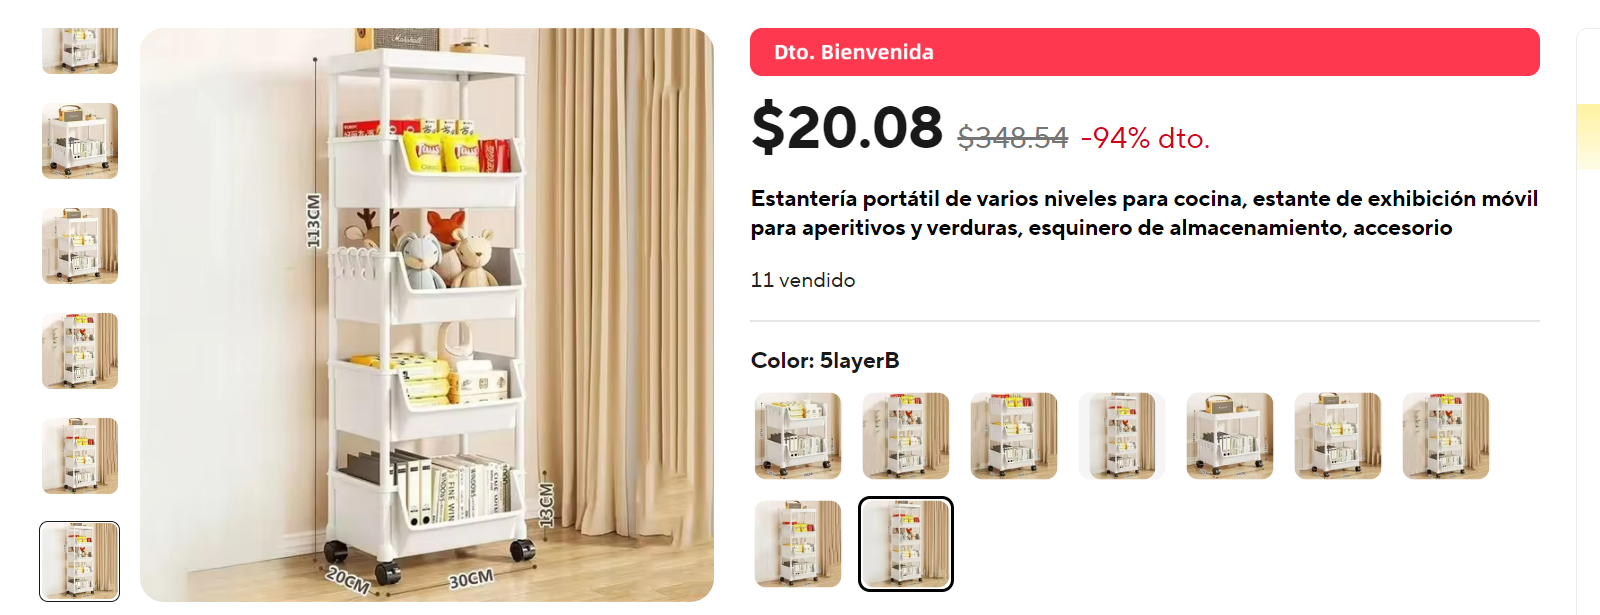 Marshall
113CM
13CM
20CM
30CM
Dto. Bienvenida
$20.08 $348.54 -94% dto.
Estantería portátil de varios niveles para cocina, estante de exhibición móvil
para aperitivos y verduras, esquinero de almacenamiento, accesorio
11 vendido
Color: 5layerB